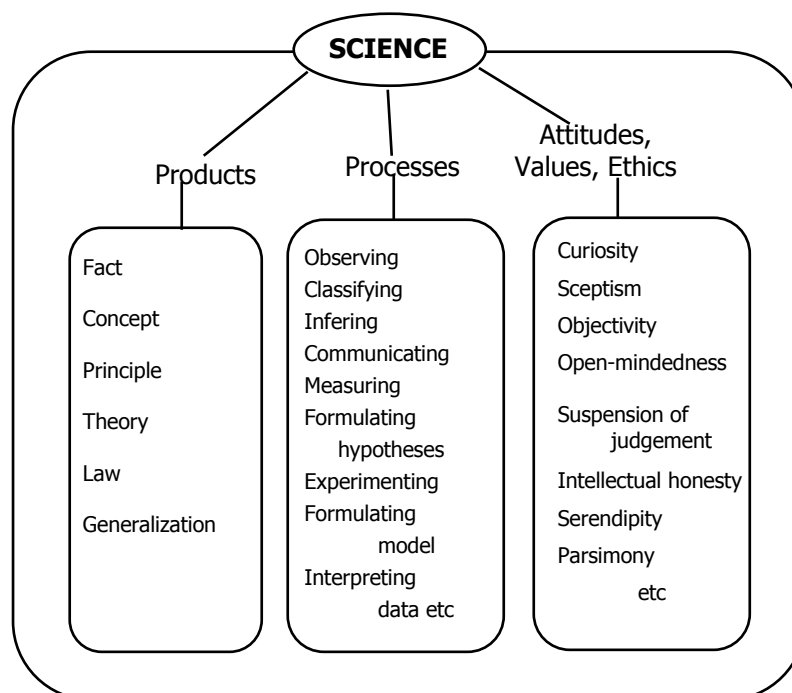 SCIENCE
Products
Fact
Concept
Principle
Theory
Law
Generalization
Processes
Observing
Classifying
Infering
Communicating
Measuring
Formulating
hypotheses
Experimenting
Formulating
model
Interpreting
data etc
Attitudes,
Values, Ethics
Curiosity
Sceptism
Objectivity
Open-mindedness
Suspension of
judgement
Intellectual honesty
Serendipity
Parsimony
etc